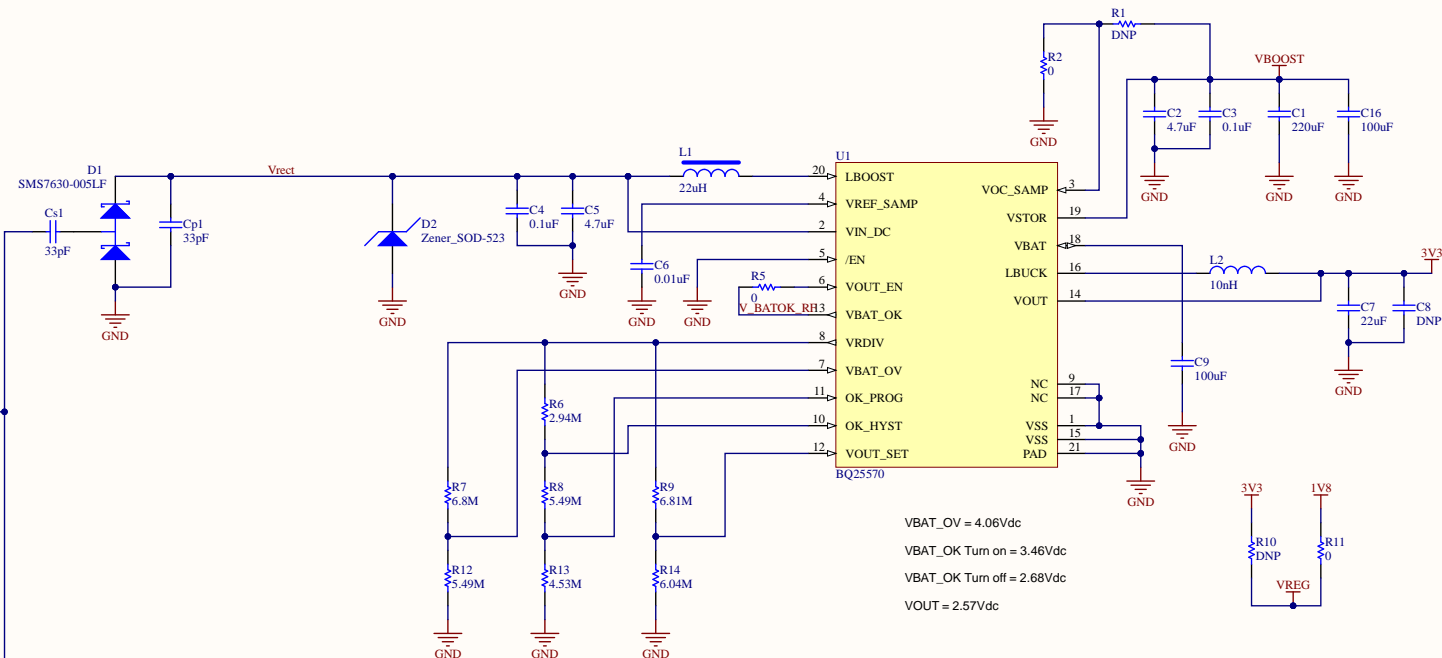 R1
DNP
R2
0
GND
VBOOST
C2
4.7uF
C3
0.1uF
C1
220uF
C16
100uF
GND
GND
GND
D1
SMS7630-005LF
Vrect
L1
22uH
Cs1
33pF
Cp1
33pF
GND
D2
Zener_SOD-523
GND
C4
0.1uF
C5
4.7uF
GND
C6
0.01uF
GND
GND
R5
0
V_BATOK_RF
U1
20 LBOOST
4 VREF_SAMP
2 VIN_DC
5 /EN
6 VOUT_EN
13 VBAT_OK
8 VRDIV
7 VBAT_OV
11 OK_PROG
10 OK_HYST
12 VOUT_SET
VOC_SAMP 3
VSTOR 19
VBAT 18
LBUCK 16
VOUT 14
NC 9
NC 17
VSS 1
VSS 15
PAD 21
BQ25570
L2
10nH
3V3
C7
22uF
C8
DNP
GND
C9
100uF
GND
GND
R6
2.94M
R7
6.8M
R8
5.49M
R9
6.81M
R12
5.49M
R13
4.53M
R14
6.04M
GND
GND
GND
VBAT_OV = 4.06Vdc
VBAT_OK Turn on = 3.46Vdc
VBAT_OK Turn off = 2.68Vdc
VOUT = 2.57Vdc
3V3
1V8
R10
DNP
R11
0
VREG